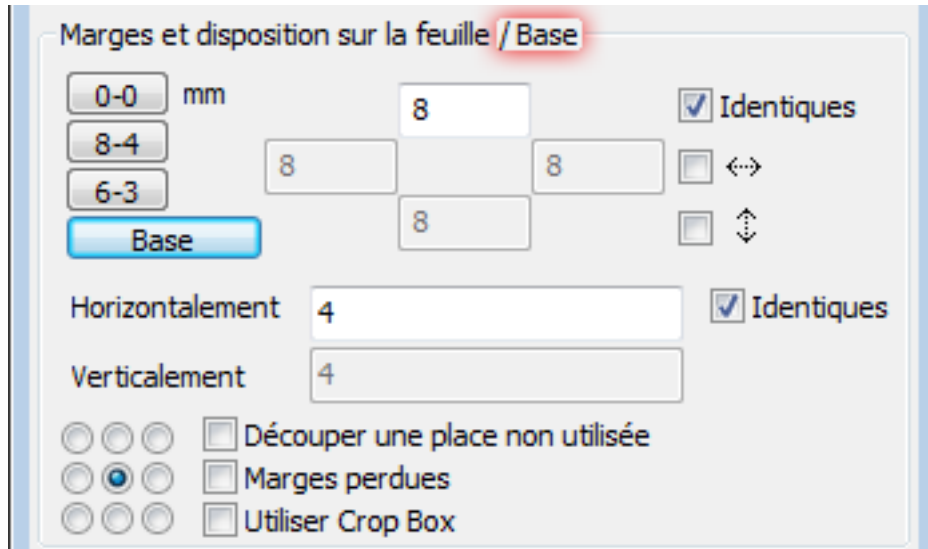 Marges et disposition sur la feuille / Base
0-0 mm 8 Identiques
8-4
8 8
6-3
Base 8
Horizontalement 4 Identiques
Verticalement 4
Découper une place non utilisée
Marges perdues
Utiliser Crop Box